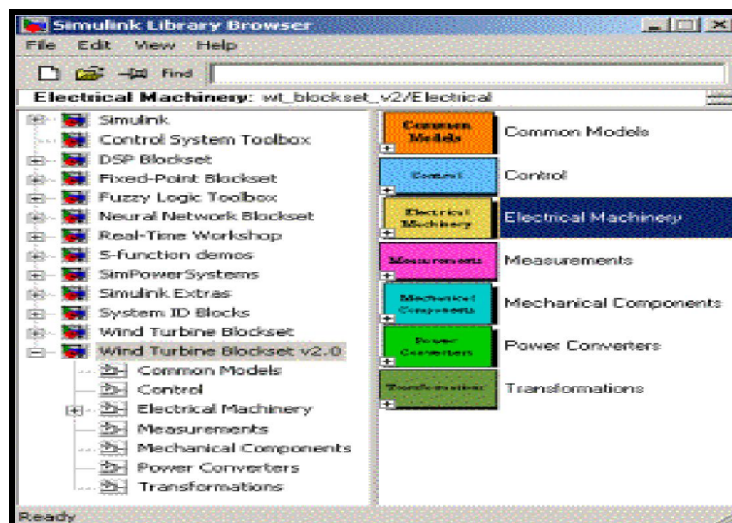 Simulink Library Browser
File Edit View Help
Find
Electrical Machinery: wt_blockset_v2/Electrical
Simulink
Control System Toolbox
DSP Blockset
Fixed-Point Blockset
Fuzzy Logic Toolbox
Neural Network Blockset
Real-Time Workshop
S-function demos
SimPowerSystems
Simulink Extras
System ID Blocks
Wind Turbine Blockset
Wind Turbine Blockset v2.0
Common Models
Control
Electrical Machinery
Measurements
Mechanical Components
Power Converters
Transformations
Common Models
Common Models
Control
Control
Electrical Machinery
Electrical Machinery
Measurements
Measurements
Mechanical Components
Mechanical Components
Power Converters
Power Converters
Transformations
Transformations
Ready